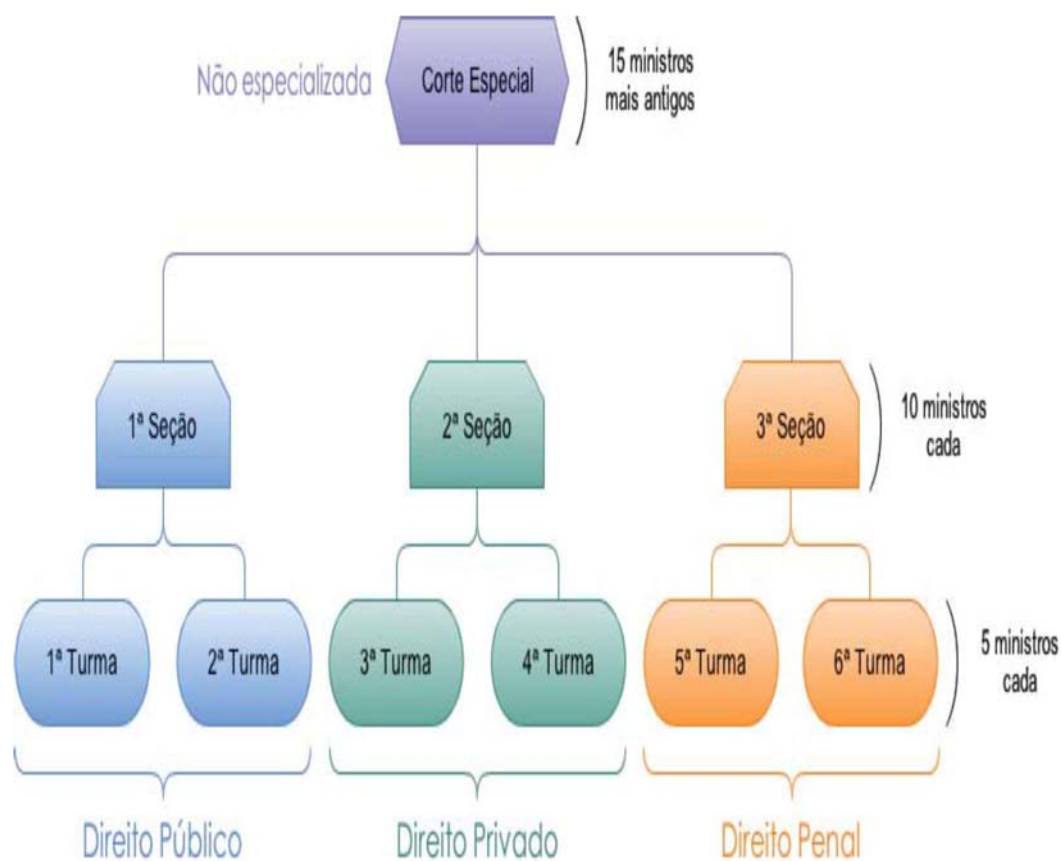 Não especializada
Corte Especial
15 ministros
mais antigos
1ª Seção
2ª Seção
3ª Seção
10 ministros
cada
1ª Turma
2ª Turma
3ª Turma
4ª Turma
5ª Turma
6ª Turma
5 ministros
cada
Direito Público
Direito Privado
Direito Penal